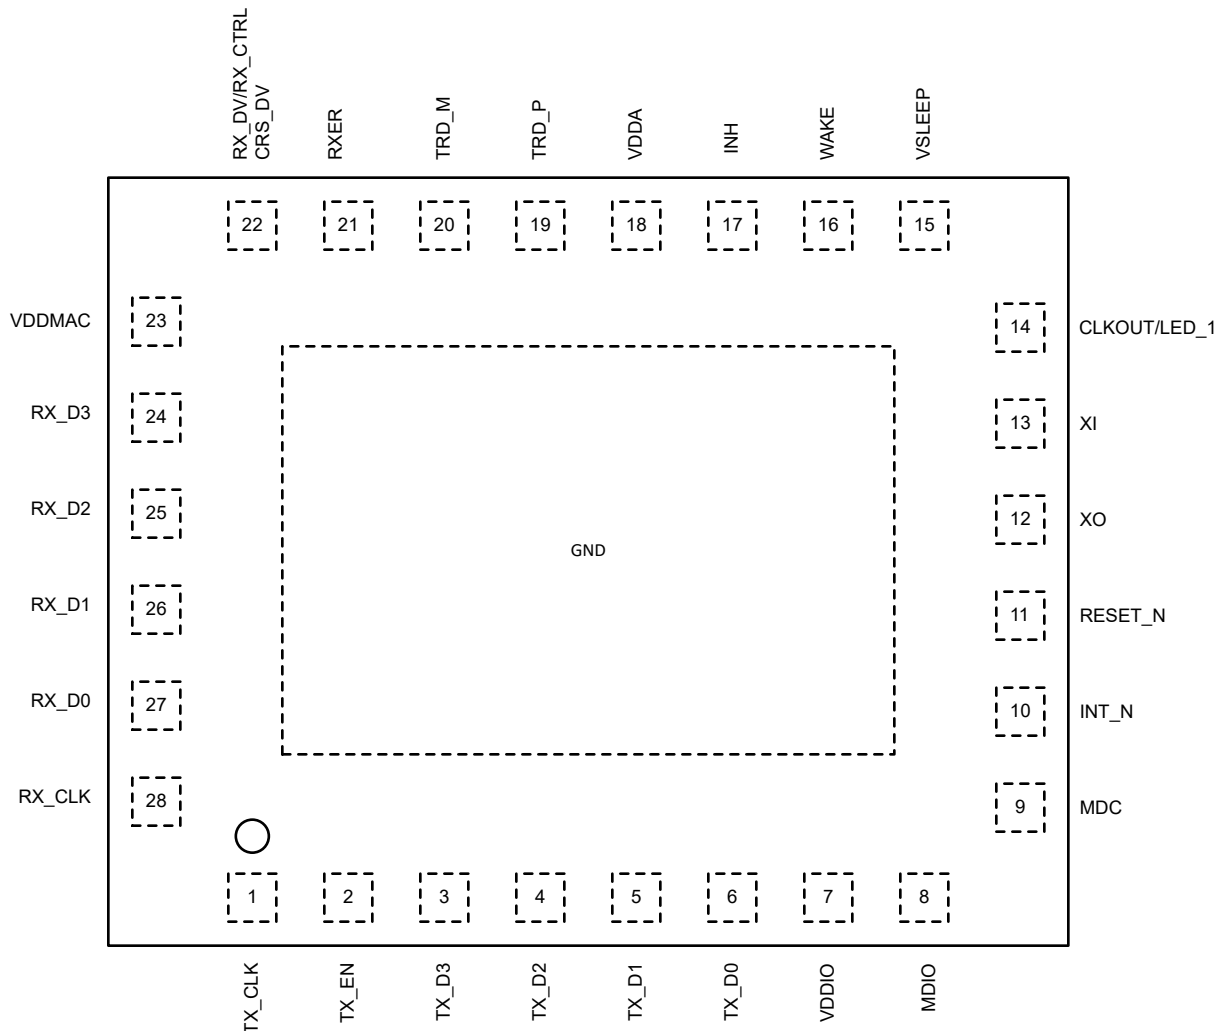 RX_DV/RX_CTRL
CRS_DV
RXER
TRD_M
TRD_P
VDDA
INH
WAKE
VSLEEP
22
21
20
19
18
17
16
15
VDDMAC
23
14
CLKOUT/LED_1
RX_D3
24
13
XI
RX_D2
25
12
XO
GND
RX_D1
26
11
RESET_N
RX_D0
27
10
INT_N
RX_CLK
28
9
MDC
1
2
3
4
5
6
7
8
TX_CLK
TX_EN
TX_D3
TX_D2
TX_D1
TX_D0
VDDIO
MDIO